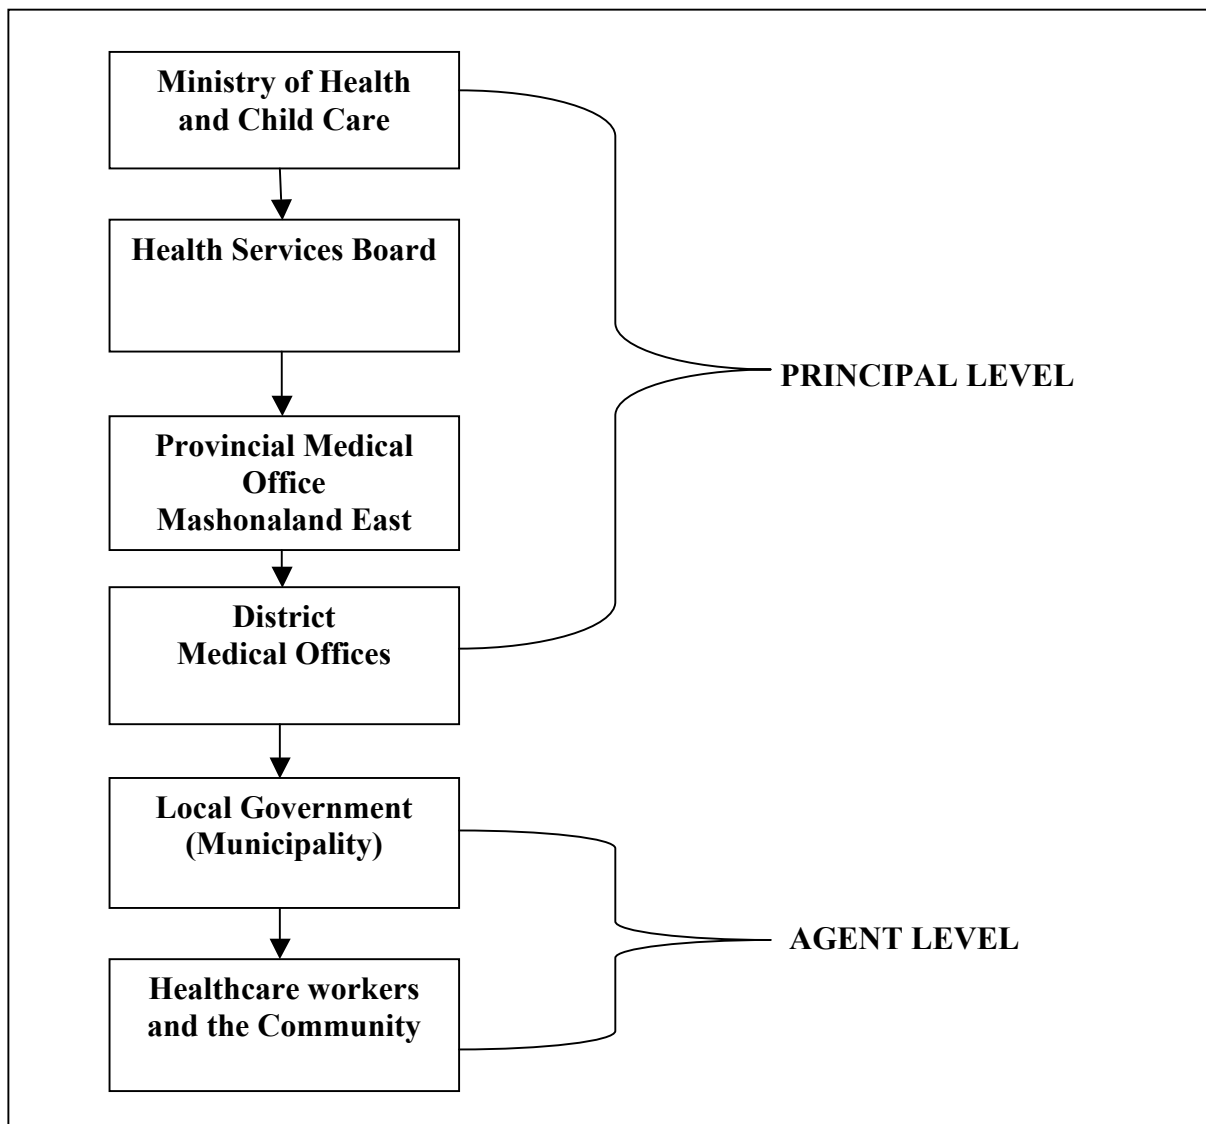 Ministry of Health
and Child Care
Health Services Board
PRINCIPAL LEVEL
Provincial Medical
Office
Mashonaland East
District
Medical Offices
Local Government
(Municipality)
AGENT LEVEL
Healthcare workers
and the Community